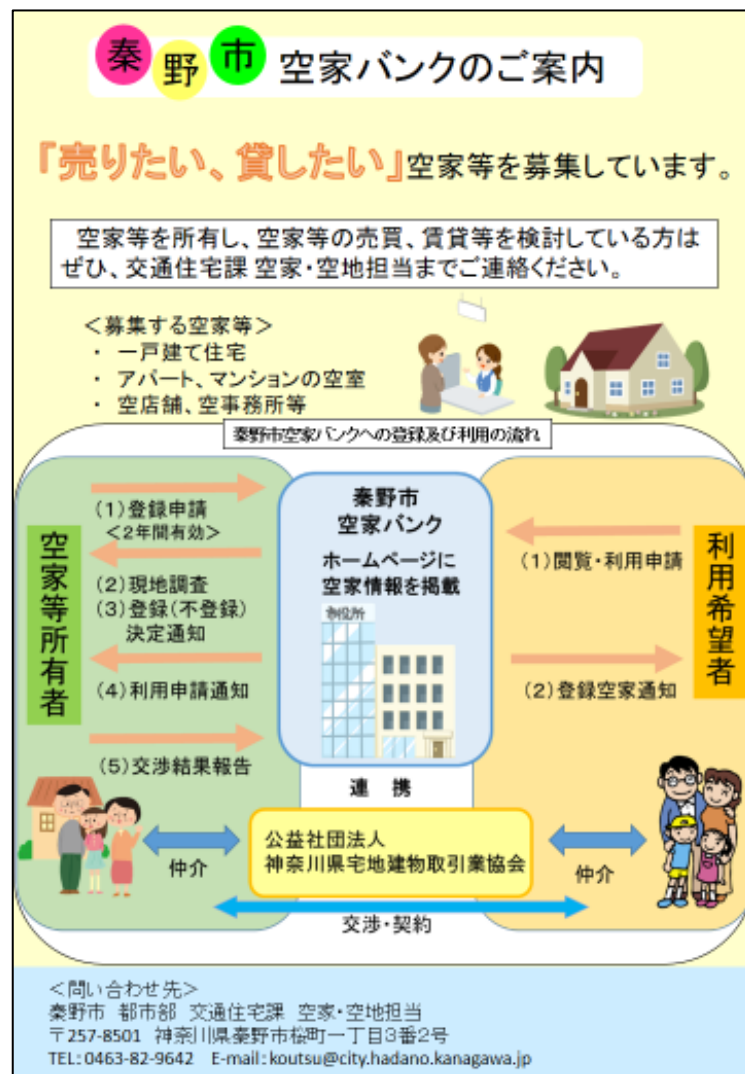 秦野市 空家バンクのご案内
『売りたい、貸したい』空家等を募集しています。
空家等を所有し、空家等の売買、賃貸等を検討している方は
ぜひ、交通住宅課 空家・空地担当までご連絡ください。
＜募集する空家等＞
・ 一戸建て住宅
・ アパート、マンションの空室
・ 空店舗、空事務所等
秦野市空家バンクへの登録及び利用の流れ
空家等所有者
(1)登録申請
＜2年間有効＞
(2)現地調査
(3)登録(不登録)
決定通知
(4)利用申請通知
(5)交渉結果報告
秦野市
空家バンク
ホームページに
空家情報を掲載
市役所
(1)閲覧・利用申請
(2)登録空家通知
利用希望者
連 携
公益社団法人
神奈川県宅地建物取引業協会
仲介
仲介
交渉・契約
＜問い合わせ先＞
秦野市 都市部 交通住宅課 空家・空地担当
〒257-8501 神奈川県秦野市桜町一丁目3番2号
TEL：0463-82-9642 E-mail：koutsu@city.hadano.kanagawa.jp